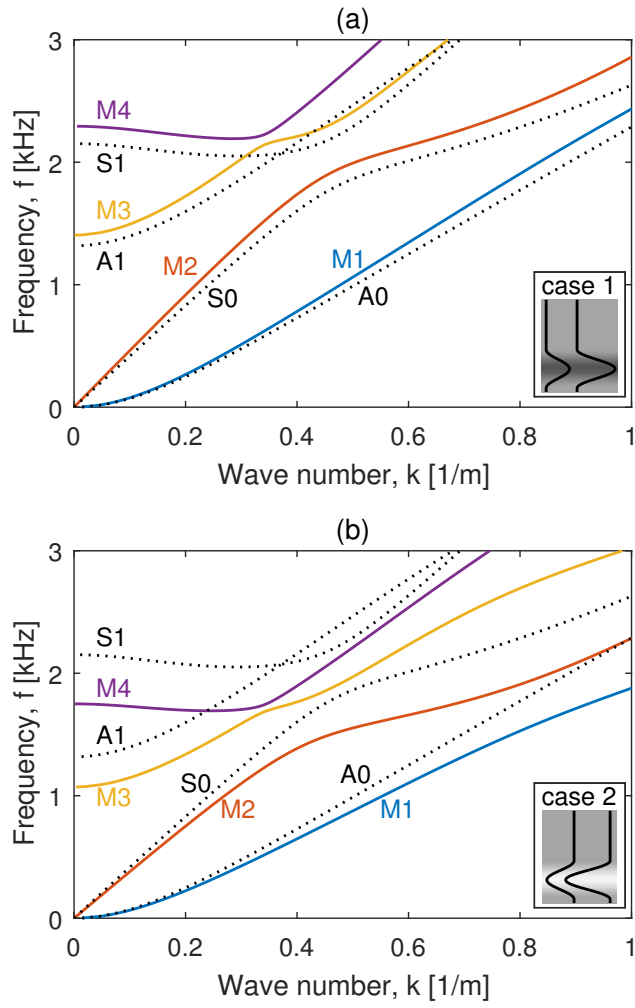 (a)
3
M4
S1
2
M3
A1
M2
M1
1
S0
A0
case 1
0
0
0.2
0.4
0.6
0.8
1
Frequency, f [kHz]
Wave number, k [1/m]
(b)
3
S1
2
M4
A1
M3
S0
A0
1
M2
M1
case 2
0
0
0.2
0.4
0.6
0.8
1
Frequency, f [kHz]
Wave number, k [1/m]